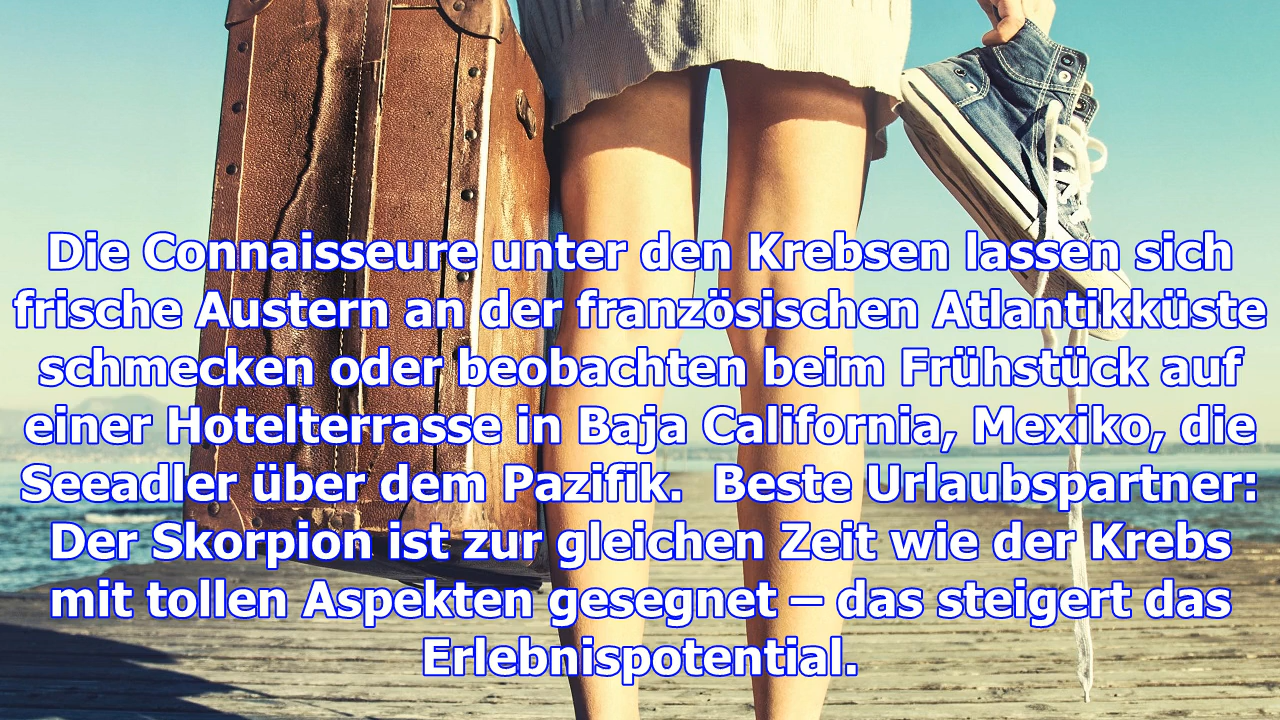 Die Connaisseure unter den Krebsen lassen sich
frische Austern an der französischen Atlantikküste
schmecken oder beobachten beim Frühstück auf
einer Hotelterrasse in Baja California, Mexiko, die
Seeadler über dem Pazifik.  Beste Urlaubspartner:
Der Skorpion ist zur gleichen Zeit wie der Krebs
mit tollen Aspekten gesegnet – das steigert das
Erlebnispotential.